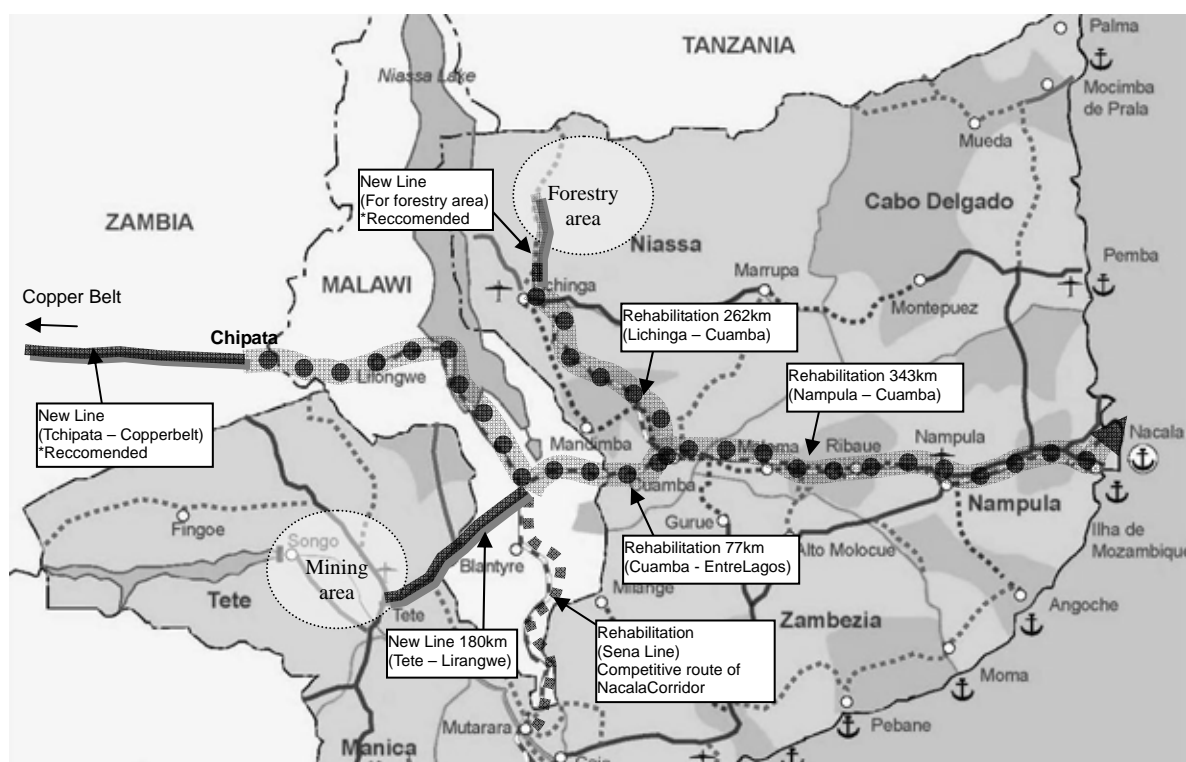 TANZANIA
Palma
Niassa Lake
Mocimba
de Prala
Mueda
New Line
(For forestry area)
*Reccomended
Forestry
area
Cabo Delgado
ZAMBIA
Niassa
Pemba
MALAWI
Marrupa
Montepuez
Copper Belt
chinga
Rehabilitation 262km
(Lichinga – Cuamba)
Chipata
Lilongwe
Rehabilitation 343km
(Nampula – Cuamba)
New Line
(Tchipata – Copperbelt)
*Reccomended
Mandimba
Ribaue
Nampula
Nacala
Cuamba
Nampula
Fingoe
Gurue
Ilha de
Mozambique
Songo
Mining
area
Blantyre
Rehabilitation 77km
(Cuamba - EntreLagos)
Alto Molocue
Tete
Tete
Milange
Angoche
New Line 180km
(Tete – Lirangwe)
Rehabilitation
(Sena Line)
Competitive route of
NacalaCorridor
Zambezia
Moma
Mutarara
Pebane
Manica